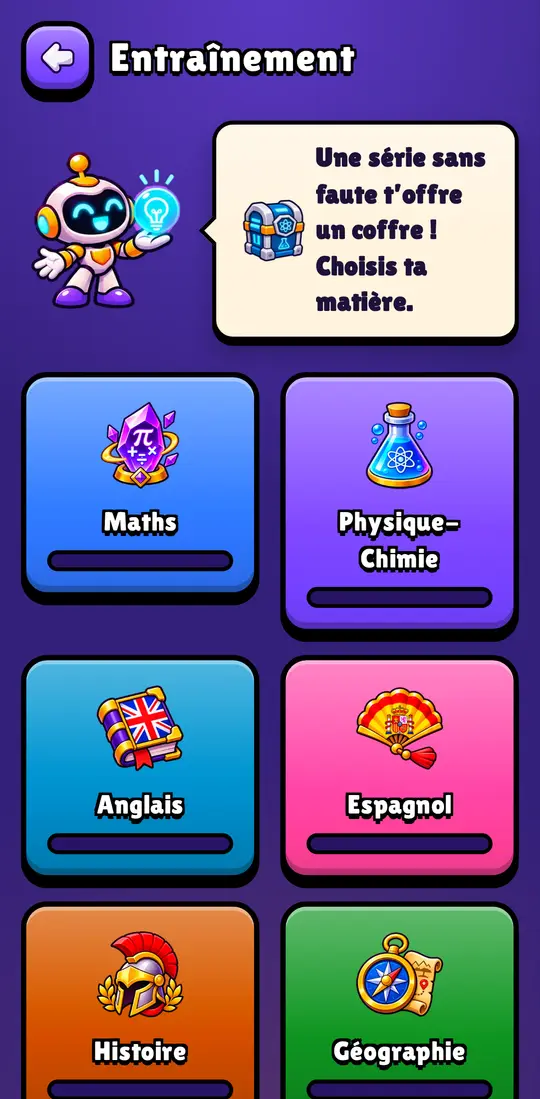 Entraînement
Une série sans
faute t'offre
un coffre !
Choisis ta
matière.
π
+-×
÷
Maths
Physique-
Chimie
Anglais
Espagnol
Histoire
Géographie